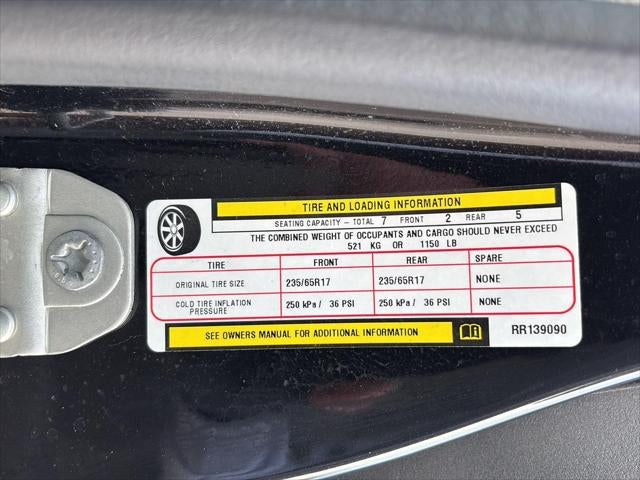 TIRE AND LOADING INFORMATION
SEATING CAPACITY – TOTAL 7 FRONT 2 REAR 5
THE COMBINED WEIGHT OF OCCUPANTS AND CARGO SHOULD NEVER EXCEED
521 KG OR 1150 LB
TIRE FRONT REAR SPARE
ORIGINAL TIRE SIZE 235/65R17 235/65R17 NONE
COLD TIRE INFLATION
PRESSURE 250 kPa / 36 PSI 250 kPa / 36 PSI NONE
SEE OWNERS MANUAL FOR ADDITIONAL INFORMATION RR139090